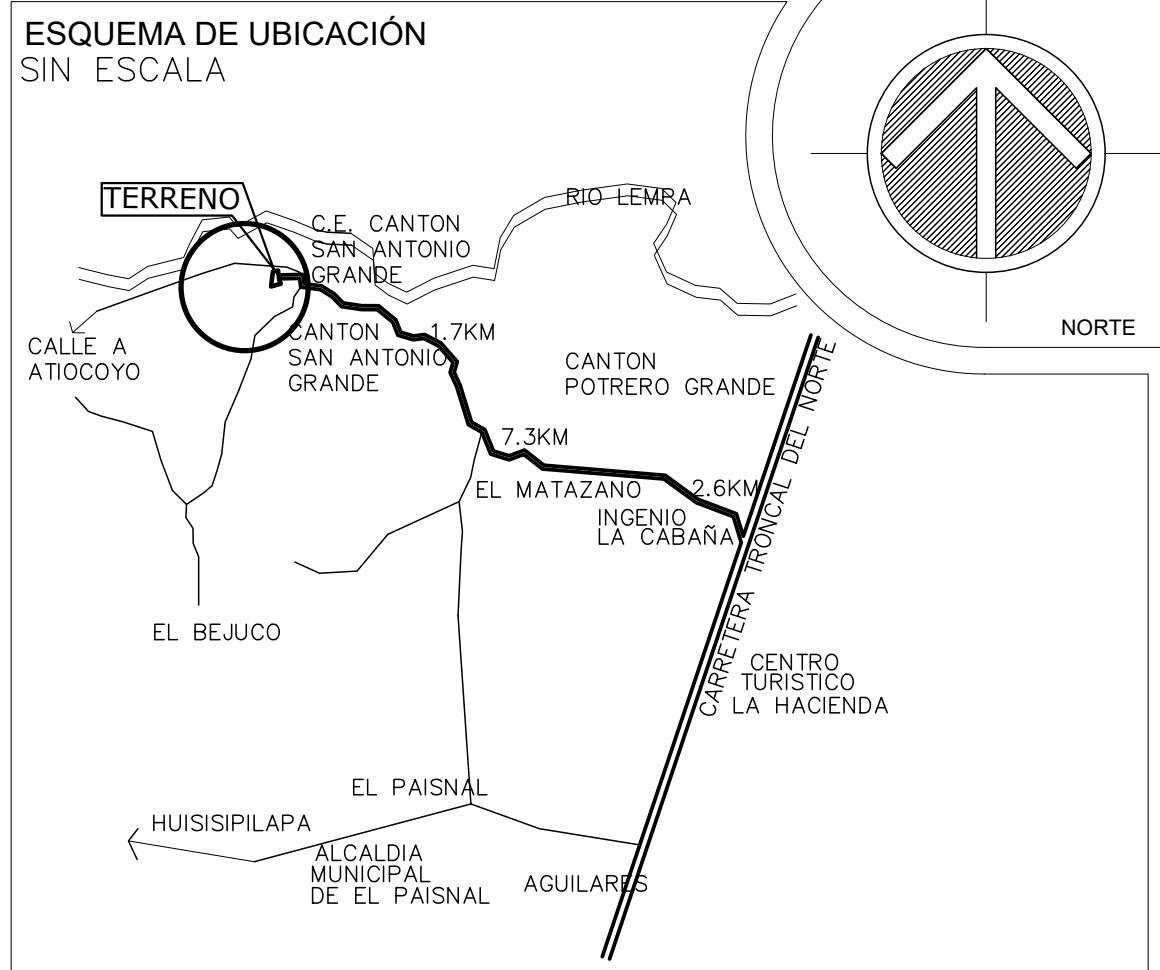 ESQUEMA DE UBICACIÓN
SIN ESCALA
NORTE
TERRENO
RIO LEMPA
C.E. CANTON
SAN ANTONIO
GRANDE
CALLE A
ATIOCOYO
CANTON
SAN ANTONIO
GRANDE
1.7KM
CANTON
POTRERO GRANDE
7.3KM
EL MATAZANO
2.6KM
INGENIO
LA CABAÑA
CARRETERA TRONCAL DEL NORTE
EL BEJUCO
CENTRO
TURISTICO
LA HACIENDA
EL PAISNAL
HUISISIPILAPA
ALCALDIA
MUNICIPAL
DE EL PAISNAL
AGUILARES